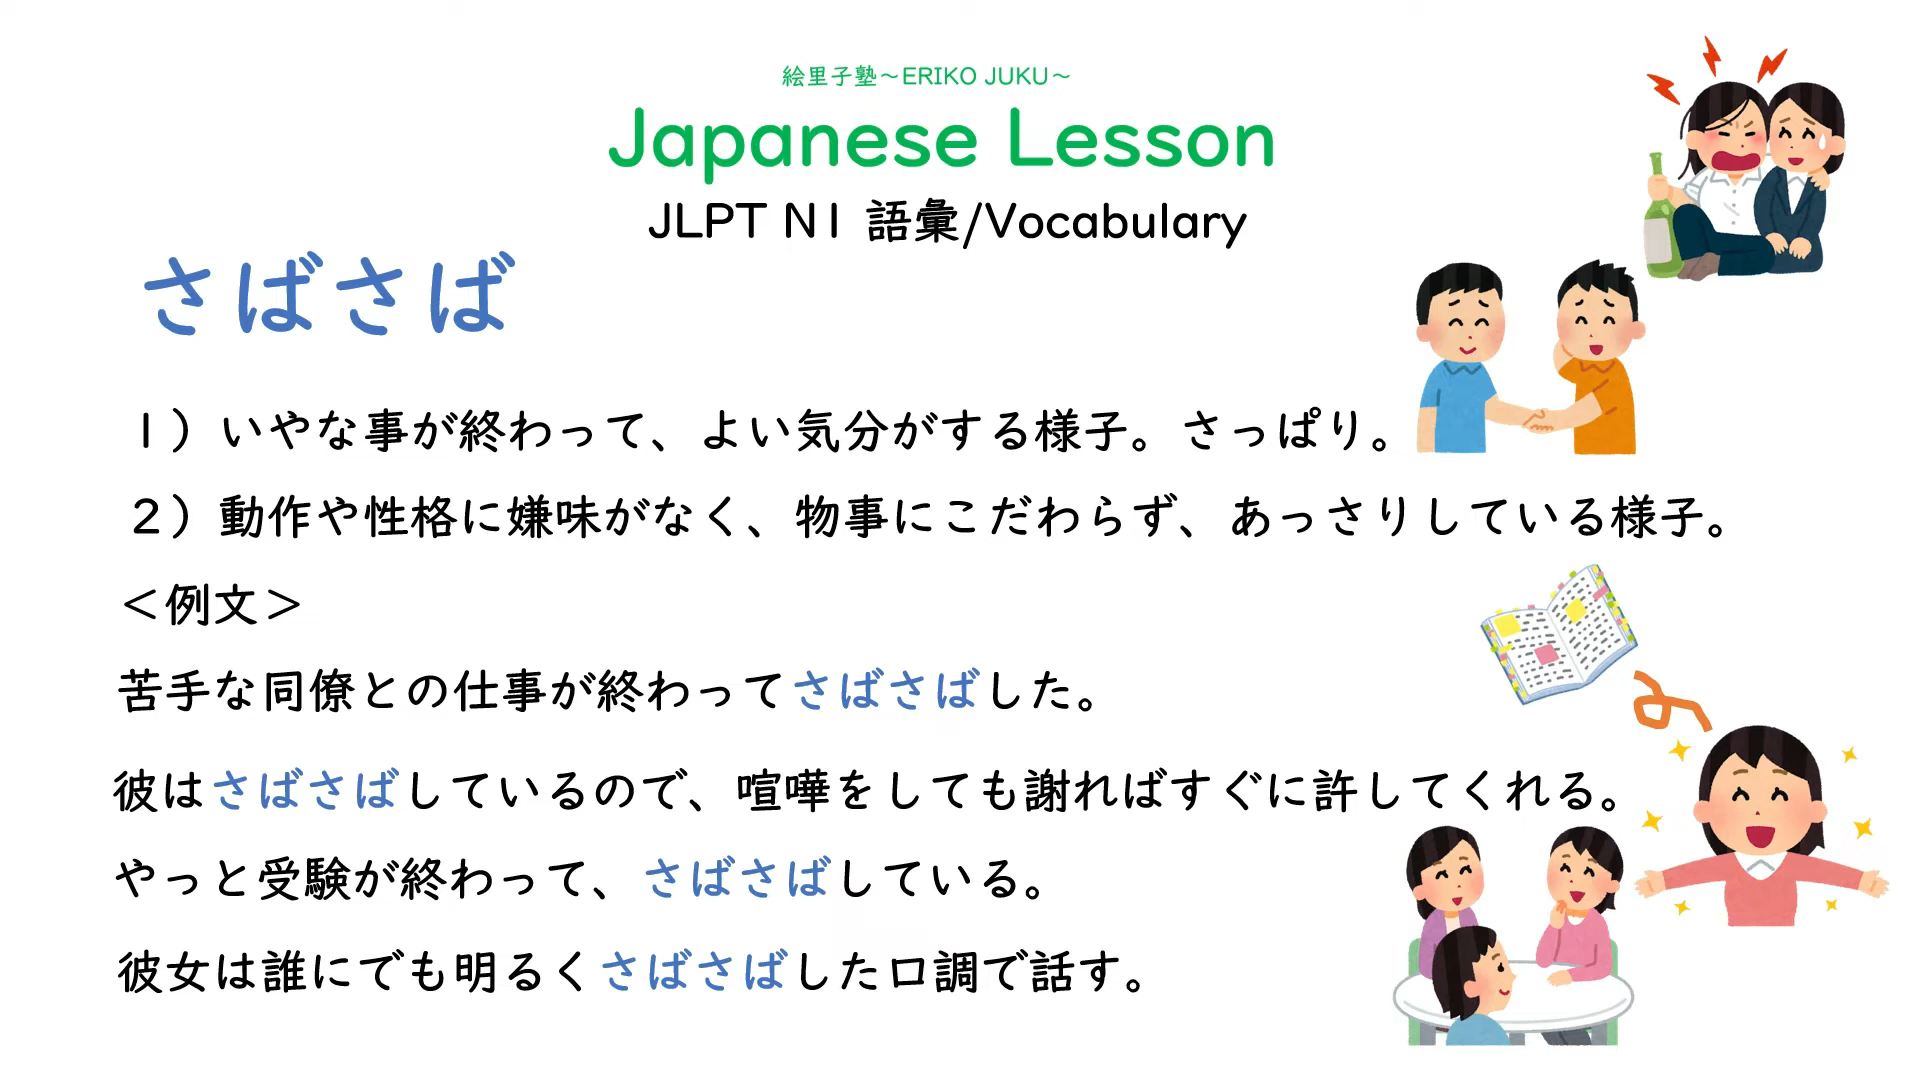 絵里子塾～ERIKO JUKU～
Japanese Lesson
JLPT N1 語彙/Vocabulary
さばさば
1）いやな事が終わって、よい気分がする様子。さっぱり。
2）動作や性格に嫌味がなく、物事にこだわらず、あっさりしている様子。
＜例文＞
苦手な同僚との仕事が終わってさばさばした。
彼はさばさばしているので、喧嘩をしても謝ればすぐに許してくれる。
やっと受験が終わって、さばさばしている。
彼女は誰にでも明るくさばさばした口調で話す。